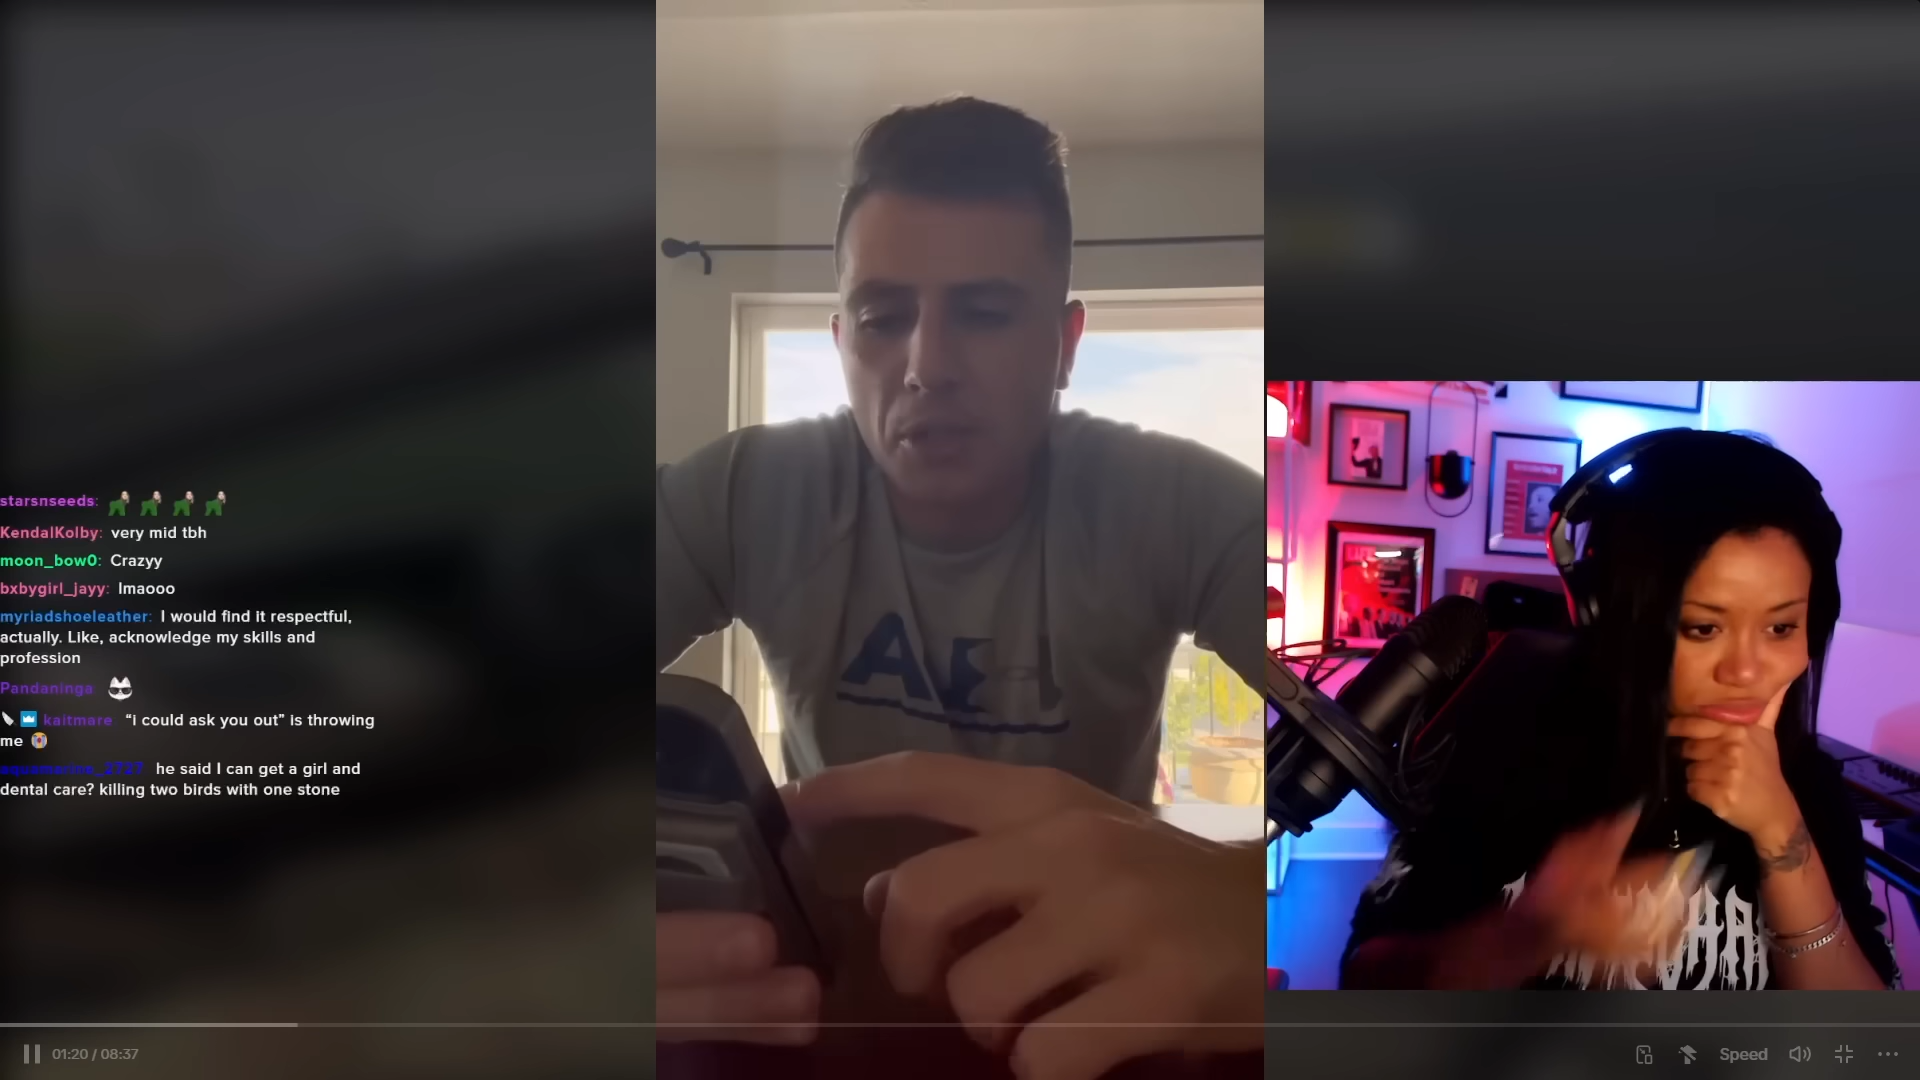 starsnseeds:
KendalKolby: very mid tbh
moon_bow0: Crazyy
bxbygirl_jayy: lmaooo
myriadshoeleather: I would find it respectful,
actually. Like, acknowledge my skills and
profession
Pandaninga:
kaitmare “i could ask you out” is throwing
me
he said I can get a girl and
dental care? killing two birds with one stone
01:20 / 08:37
Speed